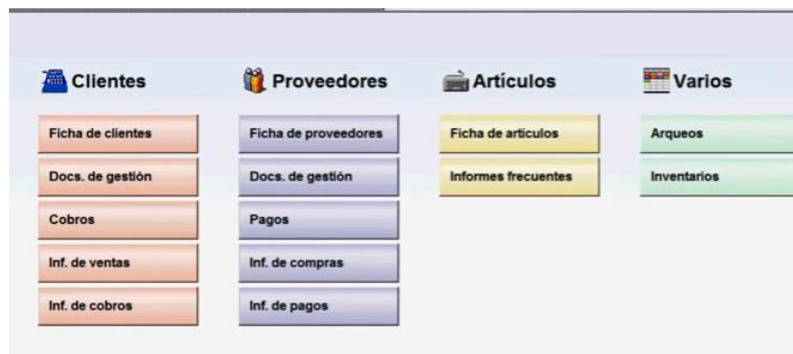 Clientes
Ficha de clientes
Docs. de gestión
Cobros
Inf. de ventas
Inf. de cobros
Proveedores
Ficha de proveedores
Docs. de gestión
Pagos
Inf. de compras
Inf. de pagos
Artículos
Ficha de articulos
Informes frecuentes
Varios
Arqueos
Inventarios